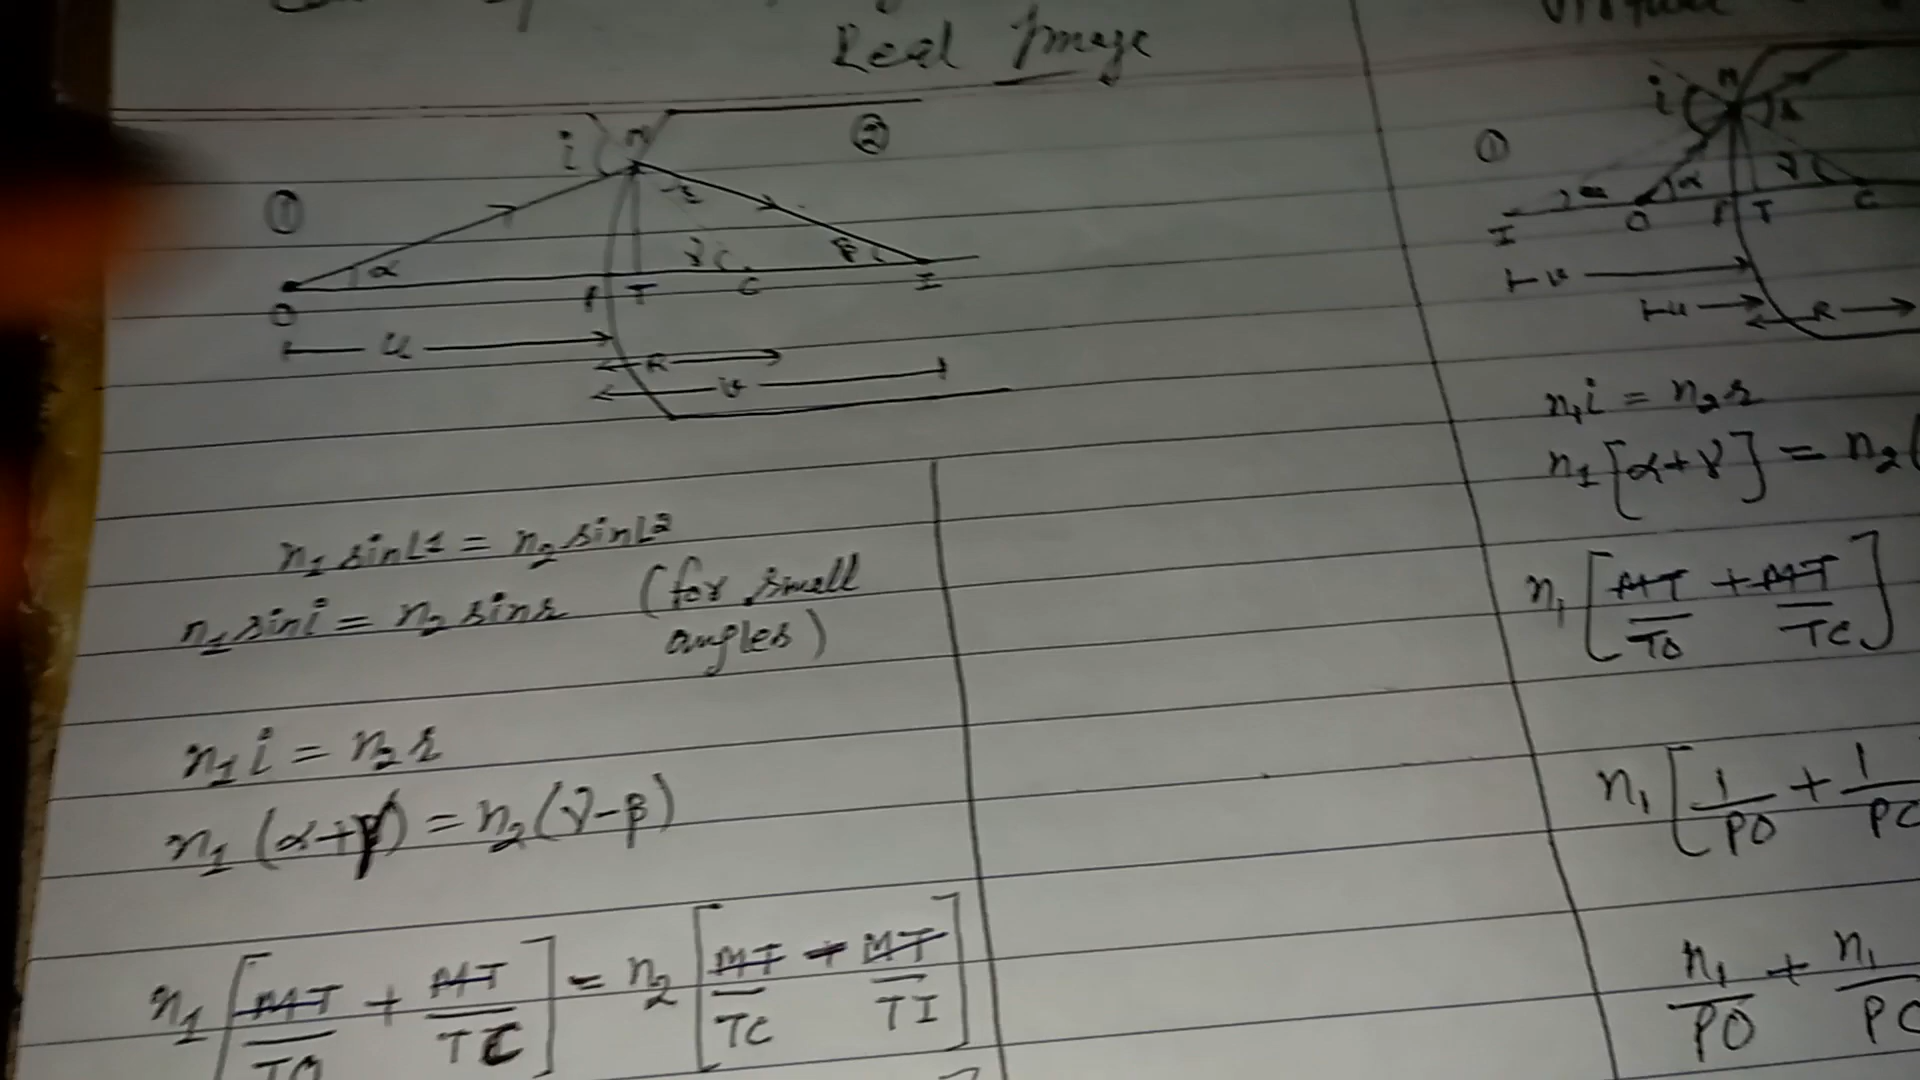 Real Image
i M
②
①
r
α γ β
O P T C I
u
R
v
n₁ sin∠1 = n₂ sin∠2
n₁ sin i = n₂ sin r (for small
angles)
n₁ i = n₂ r
n₁ (α+γ) = n₂ (γ-β)
n₁ [MT/TO + MT/TC] = n₂ [MT/TC - MT/TI]
i M
①
α γ
I O P T C
v
u R
n₁i = n₂r
n₁ [α+γ] = n₂ (
n₁ [MT/TO + MT/TC]
n₁ [1/PO + 1/PC
n₁/PO + n₁/PC